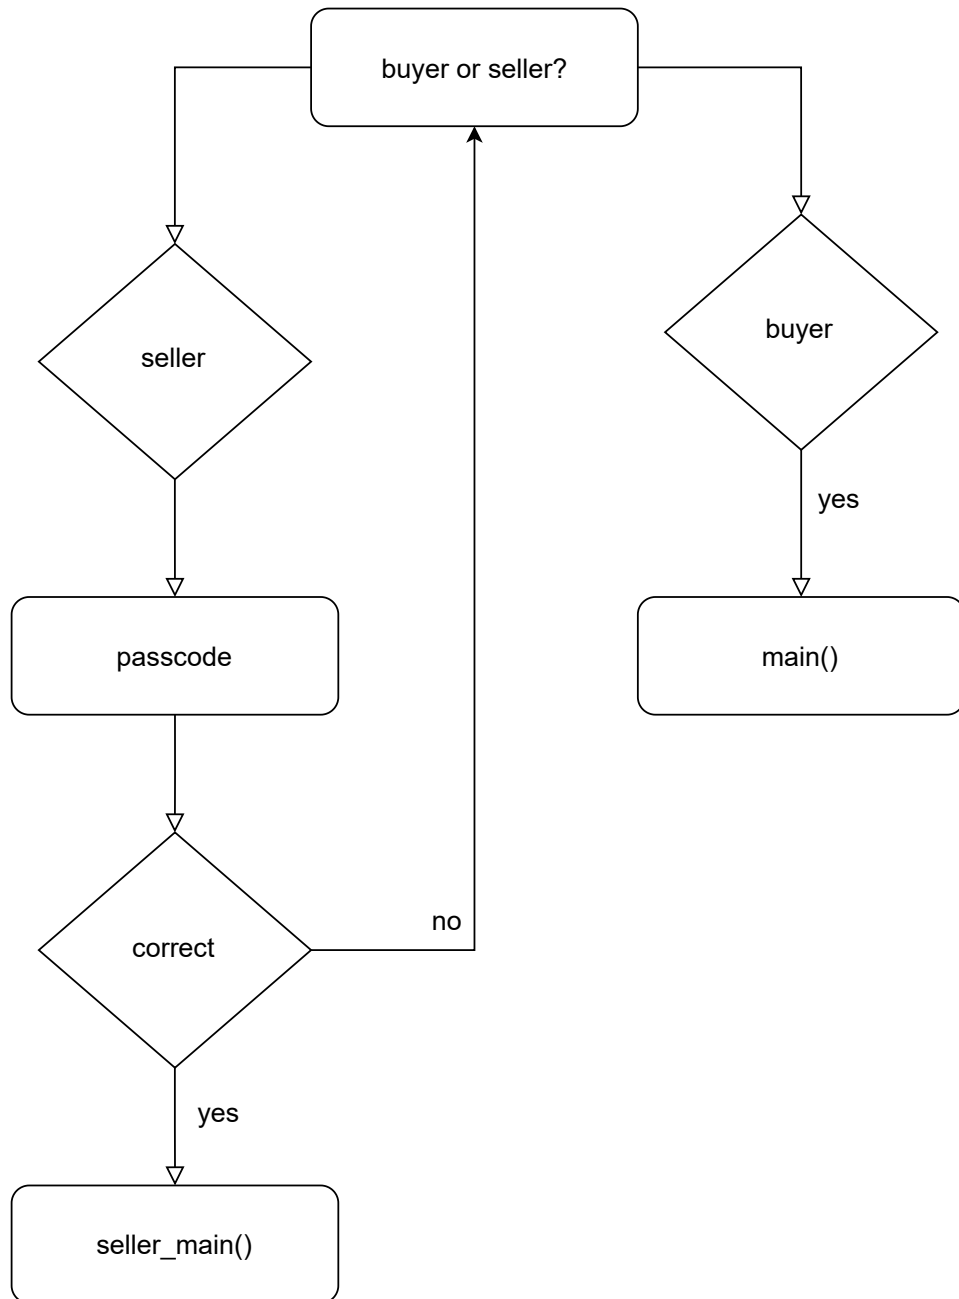 buyer or seller?
seller
buyer
yes
passcode
main()
no
correct
yes
seller_main()